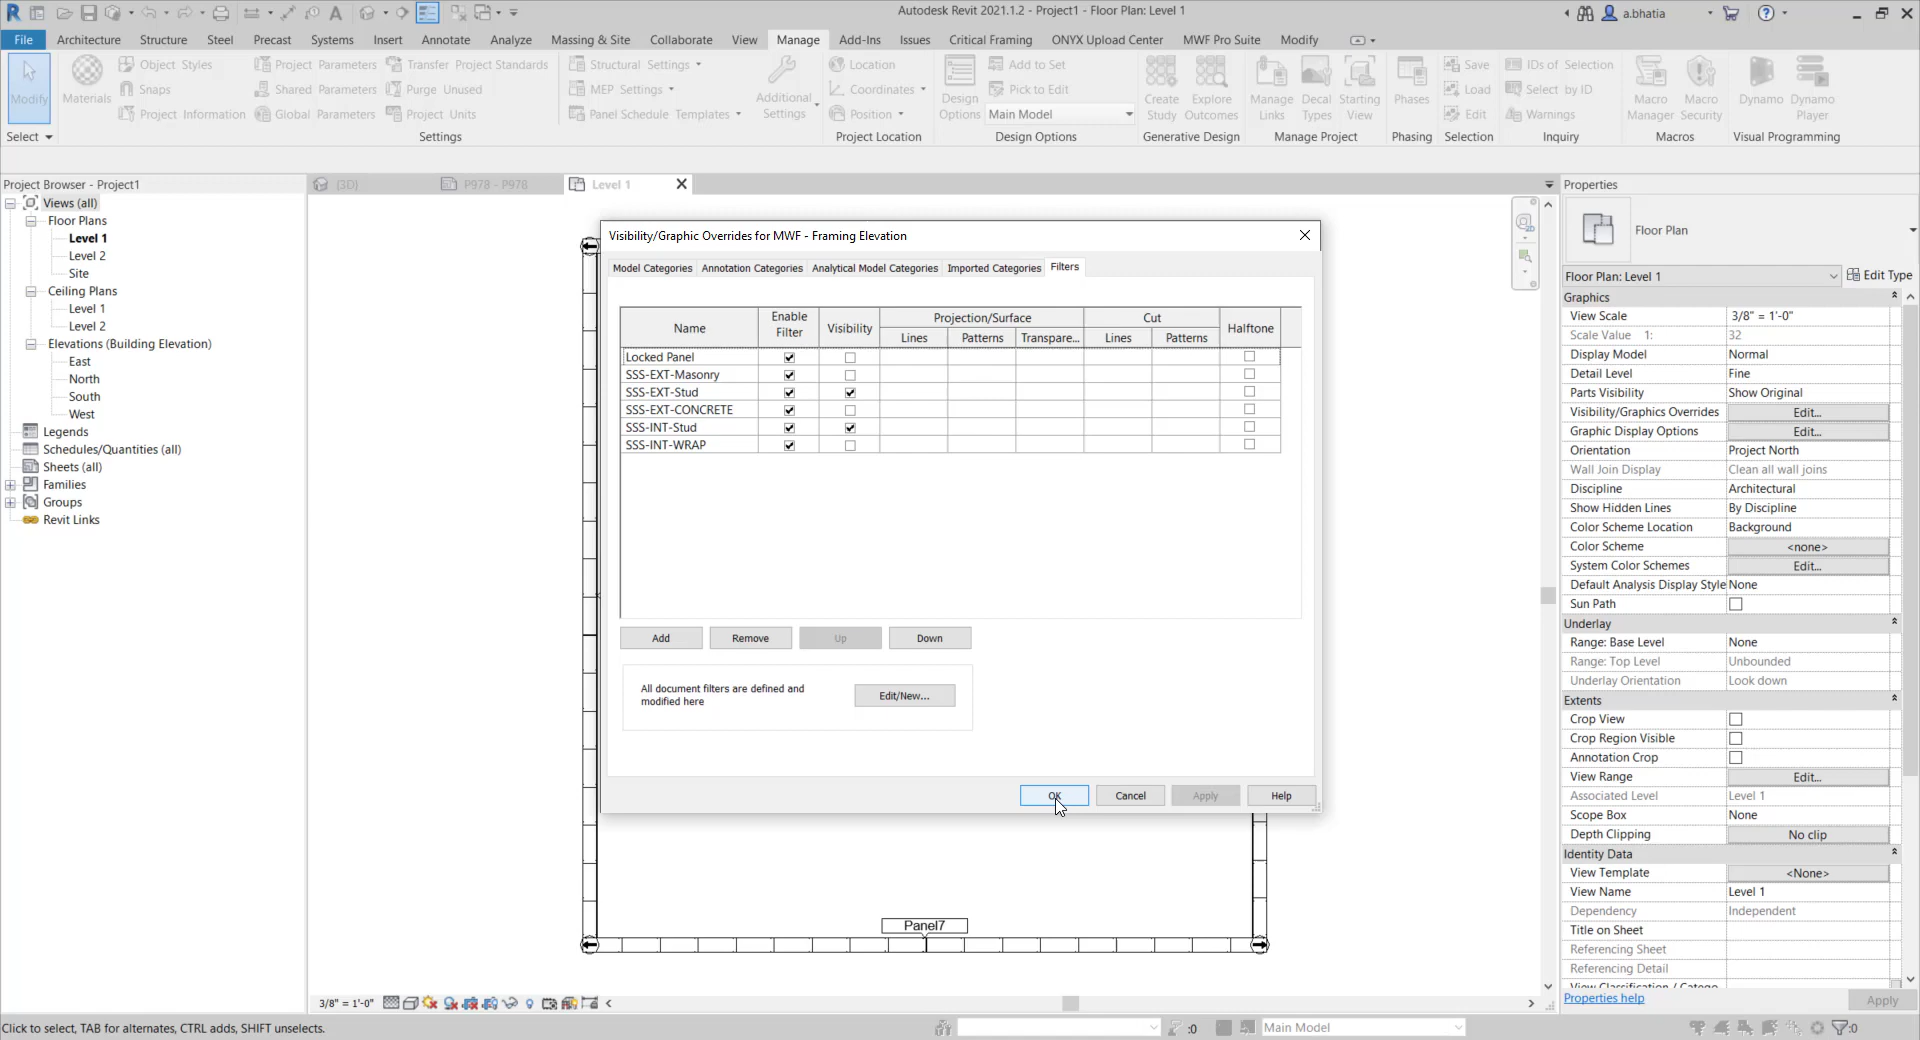 Autodesk Revit 2021.1.2 - Project1 - Floor Plan: Level 1
a.bhatia
File Architecture Structure Steel Precast Systems Insert Annotate Analyze Massing & Site Collaborate View Manage Add-Ins Issues Critical Framing ONYX Upload Center MWF Pro Suite Modify
Modify
Materials
Object Styles
Snaps
Project Information
Project Parameters
Shared Parameters
Global Parameters
Transfer Project Standards
Purge Unused
Project Units
Structural Settings
MEP Settings
Panel Schedule Templates
Additional Settings
Location
Coordinates
Position
Design Options
Add to Set
Pick to Edit
Main Model
Create Study
Explore Outcomes
Manage Links
Decal Types
Starting View
Phases
Save
Load
Edit
IDs of Selection
Select by ID
Warnings
Macro Manager
Macro Security
Dynamo
Dynamo Player
Select
Settings
Project Location
Design Options
Generative Design
Manage Project
Phasing
Selection
Inquiry
Macros
Visual Programming
Project Browser - Project1
Views (all)
Floor Plans
Level 1
Level 2
Site
Ceiling Plans
Level 1
Level 2
Elevations (Building Elevation)
East
North
South
West
Legends
Schedules/Quantities (all)
Sheets (all)
Families
Groups
Revit Links
{3D}
P978 - P978
Level 1
Visibility/Graphic Overrides for MWF - Framing Elevation
Model Categories Annotation Categories Analytical Model Categories Imported Categories Filters
Name
Enable Filter
Visibility
Projection/Surface
Cut
Halftone
Lines Patterns Transpare... Lines Patterns
Locked Panel
SSS-EXT-Masonry
SSS-EXT-Stud
SSS-EXT-CONCRETE
SSS-INT-Stud
SSS-INT-WRAP
Add Remove Up Down
All document filters are defined and
modified here
Edit/New...
OK Cancel Apply Help
Panel7
Properties
Floor Plan
Floor Plan: Level 1
Edit Type
Graphics
View Scale 3/8" = 1'-0"
Scale Value 1: 32
Display Model Normal
Detail Level Fine
Parts Visibility Show Original
Visibility/Graphics Overrides Edit...
Graphic Display Options Edit...
Orientation Project North
Wall Join Display Clean all wall joins
Discipline Architectural
Show Hidden Lines By Discipline
Color Scheme Location Background
Color Scheme <none>
System Color Schemes Edit...
Default Analysis Display Style None
Sun Path
Underlay
Range: Base Level None
Range: Top Level Unbounded
Underlay Orientation Look down
Extents
Crop View
Crop Region Visible
Annotation Crop
View Range Edit...
Associated Level Level 1
Scope Box None
Depth Clipping No clip
Identity Data
View Template <None>
View Name Level 1
Dependency Independent
Title on Sheet
Referencing Sheet
Referencing Detail
Properties help
Apply
3/8" = 1'-0"
Click to select, TAB for alternates, CTRL adds, SHIFT unselects.
:0
Main Model
:0